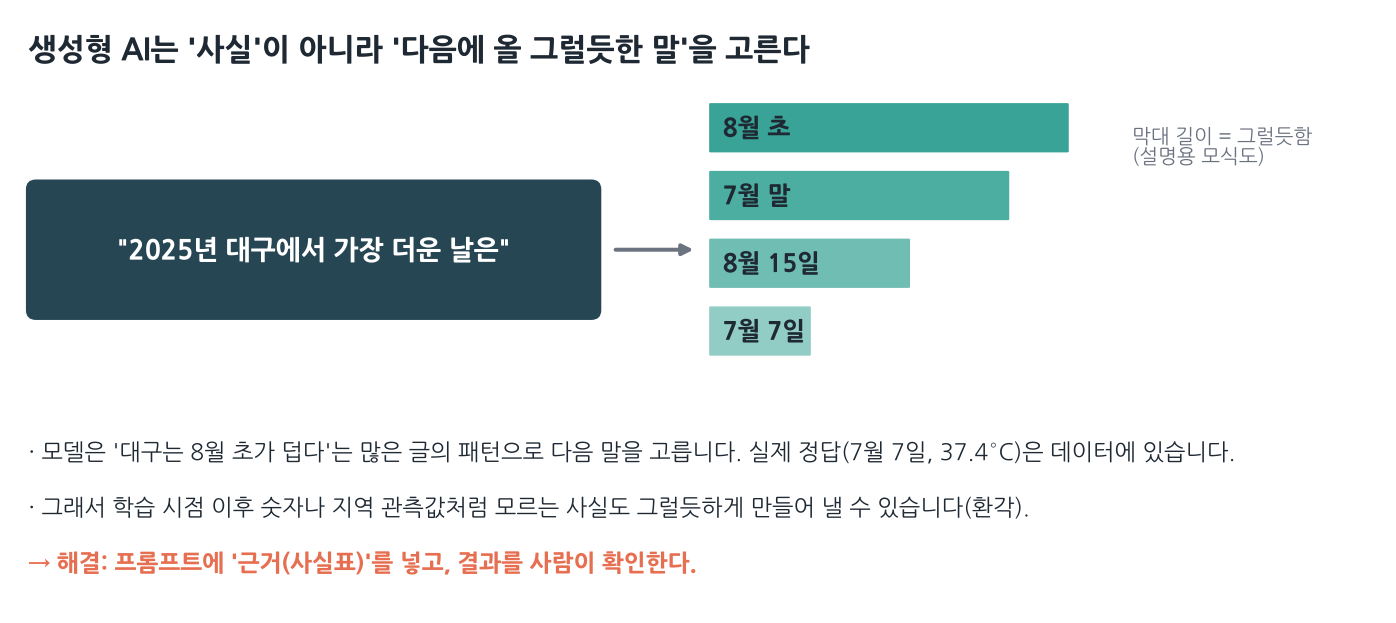 생성형 AI는 '사실'이 아니라 '다음에 올 그럴듯한 말'을 고른다
"2025년 대구에서 가장 더운 날은"
8월 초
7월 말
8월 15일
7월 7일
막대 길이 = 그럴듯함
(설명용 모식도)
· 모델은 '대구는 8월 초가 덥다'는 많은 글의 패턴으로 다음 말을 고릅니다. 실제 정답(7월 7일, 37.4°C)은 데이터에 있습니다.
· 그래서 학습 시점 이후 숫자나 지역 관측값처럼 모르는 사실도 그럴듯하게 만들어 낼 수 있습니다(환각).
→ 해결: 프롬프트에 '근거(사실표)'를 넣고, 결과를 사람이 확인한다.